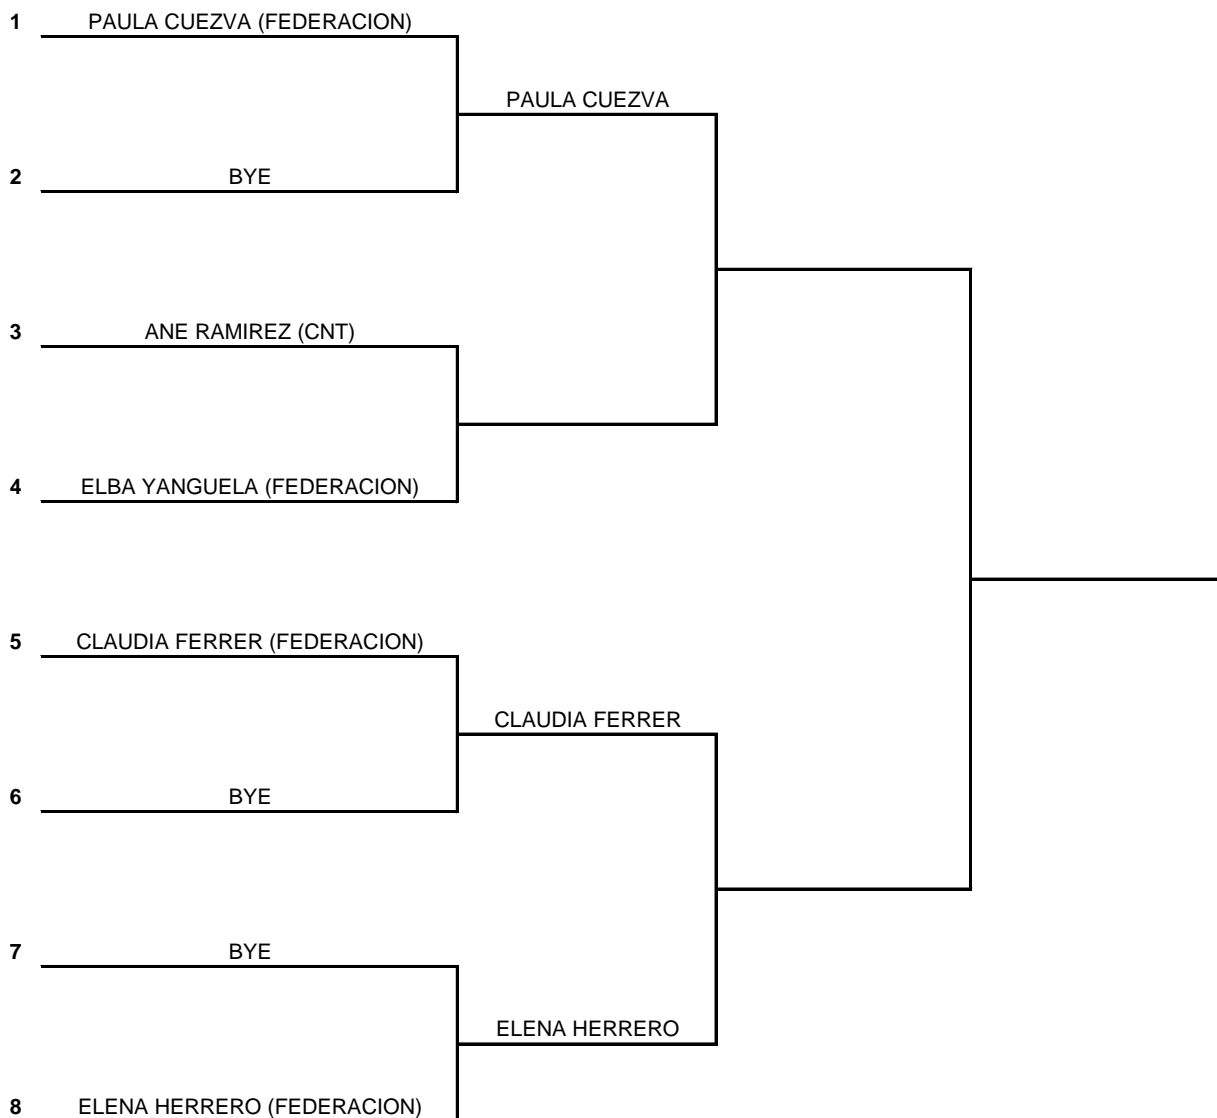 1 PAULA CUEZVA (FEDERACION)
PAULA CUEZVA
2 BYE
3 ANE RAMIREZ (CNT)
4 ELBA YANGUELA (FEDERACION)
5 CLAUDIA FERRER (FEDERACION)
CLAUDIA FERRER
6 BYE
7 BYE
ELENA HERRERO
8 ELENA HERRERO (FEDERACION)